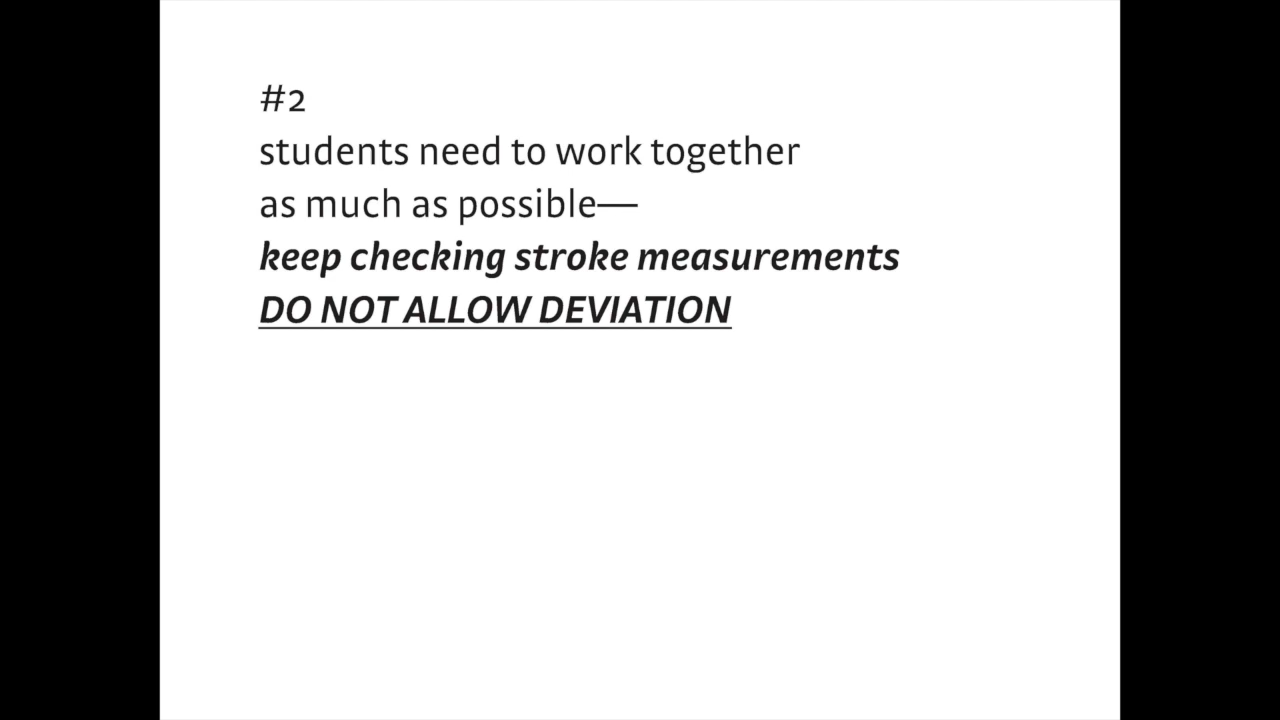 #2
students need to work together
as much as possible—
keep checking stroke measurements
DO NOT ALLOW DEVIATION